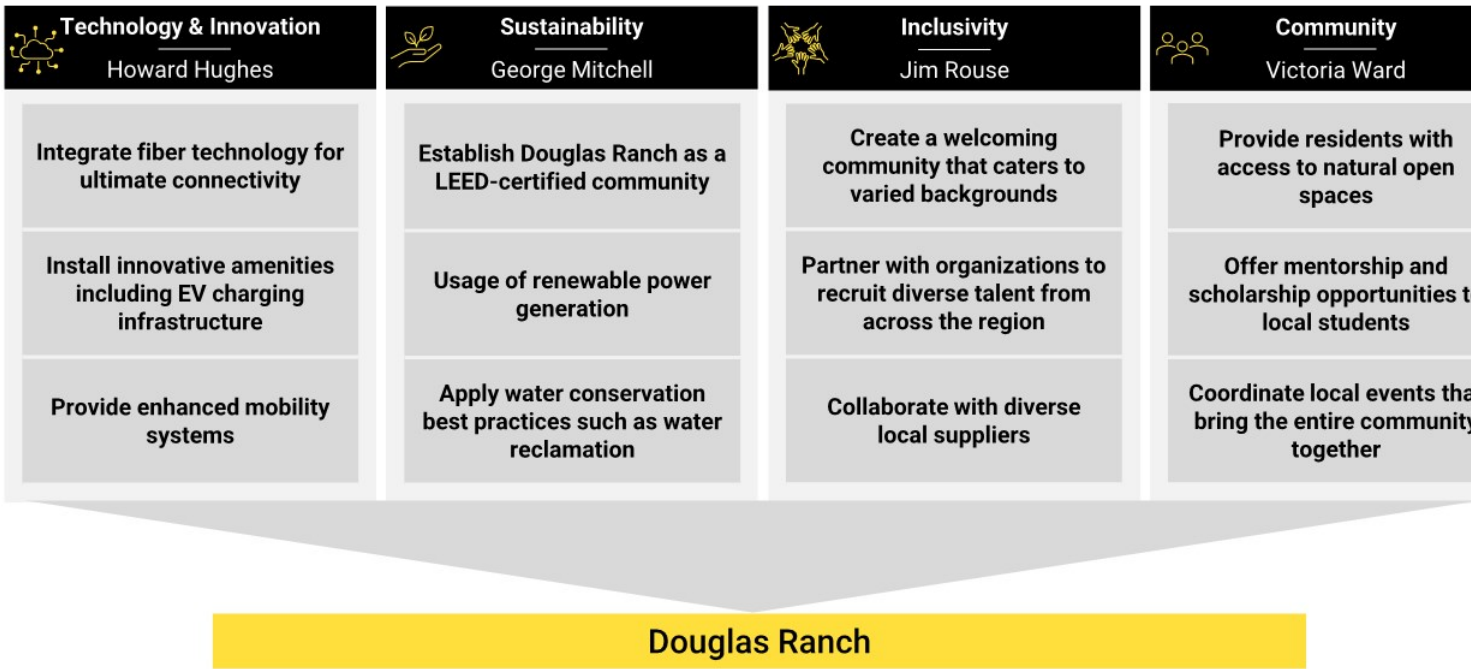 Technology & Innovation
Howard Hughes
Integrate fiber technology for
ultimate connectivity
Install innovative amenities
including EV charging
infrastructure
Provide enhanced mobility
systems
Sustainability
George Mitchell
Establish Douglas Ranch as a
LEED-certified community
Usage of renewable power
generation
Apply water conservation
best practices such as water
reclamation
Inclusivity
Jim Rouse
Create a welcoming
community that caters to
varied backgrounds
Partner with organizations to
recruit diverse talent from
across the region
Collaborate with diverse
local suppliers
Community
Victoria Ward
Provide residents with
access to natural open
spaces
Offer mentorship and
scholarship opportunities
local students
Coordinate local events
bring the entire community
together
Douglas Ranch